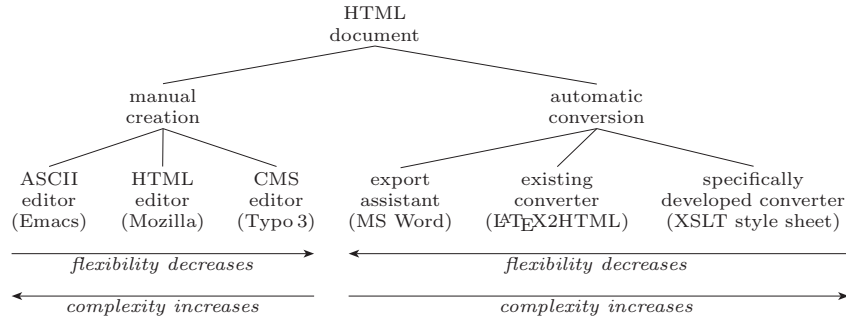 HTML
document
manual
creation
automatic
conversion
ASCII
editor
(Emacs)
HTML
editor
(Mozilla)
CMS
editor
(Typo 3)
export
assistant
(MS Word)
existing
converter
(LATEX2HTML)
specifically
developed converter
(XSLT style sheet)
flexibility decreases
flexibility decreases
complexity increases
complexity increases